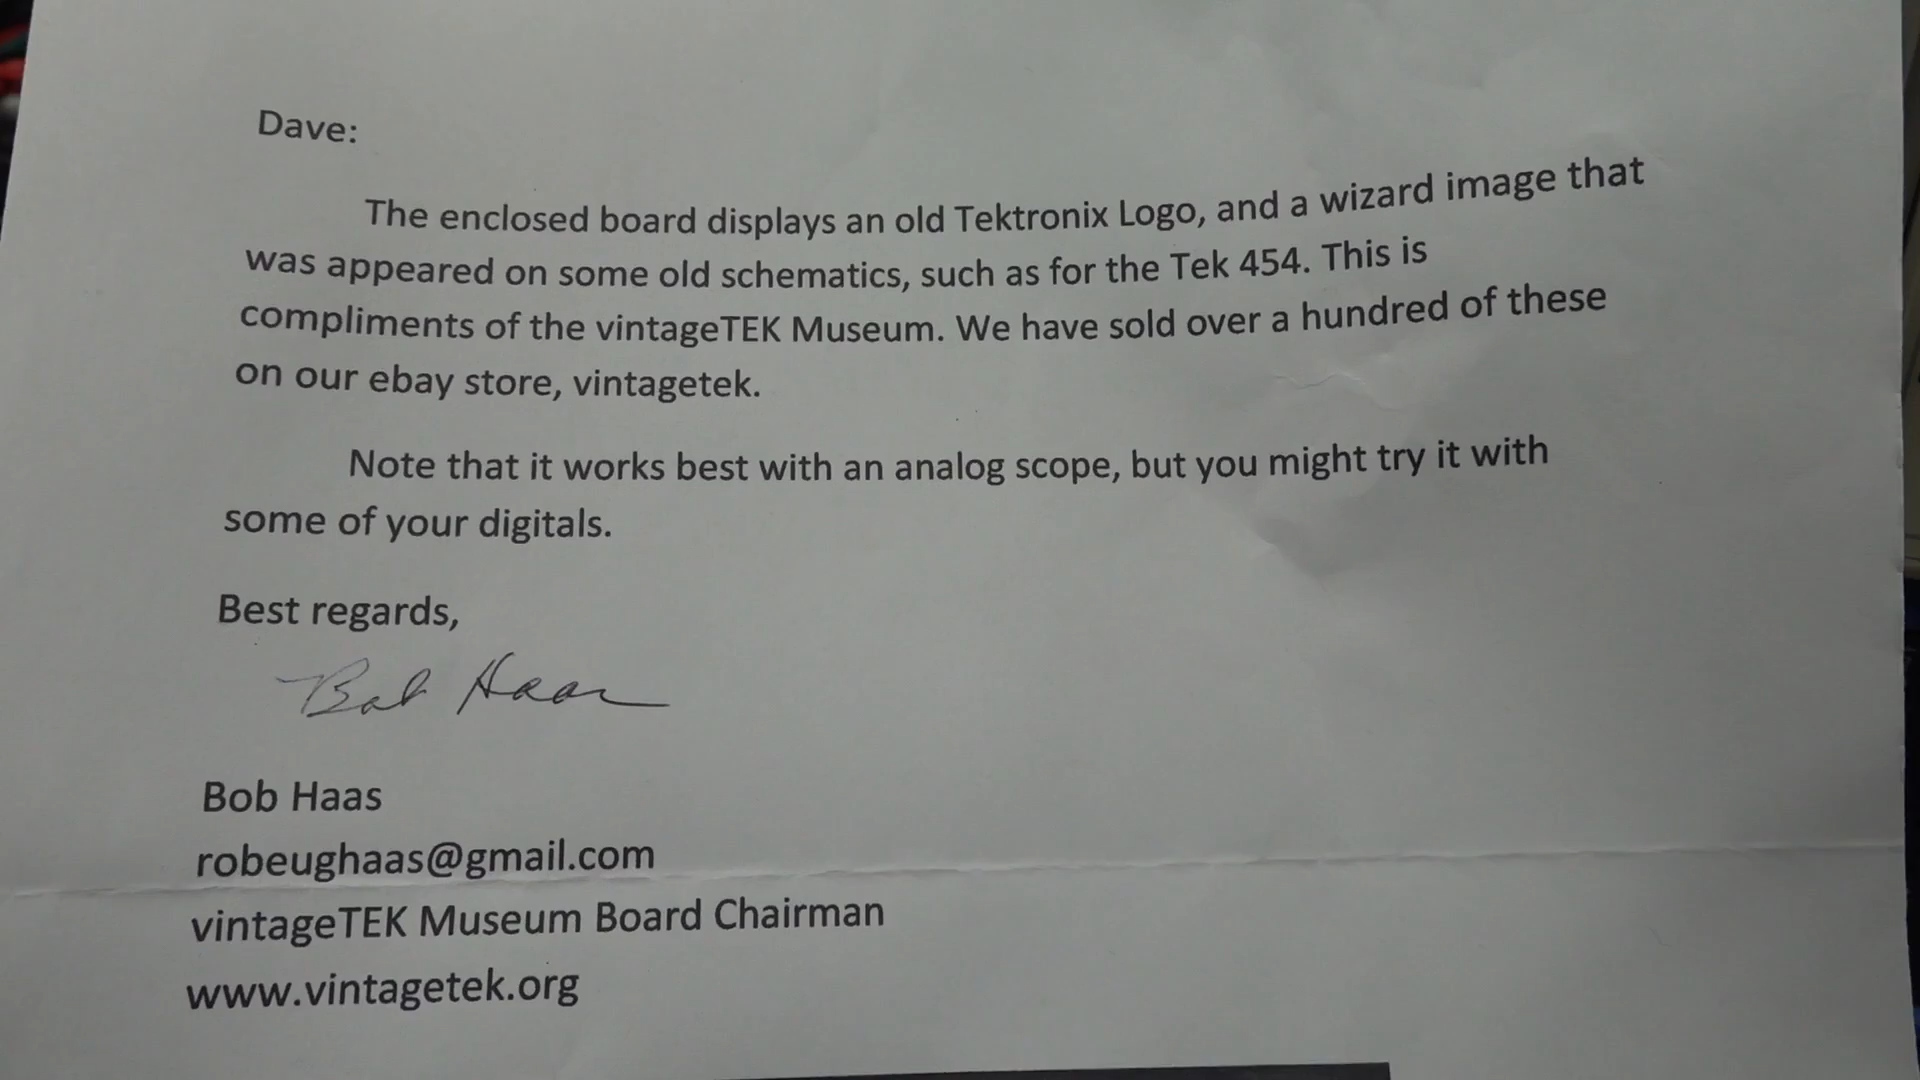 Dave:
The enclosed board displays an old Tektronix Logo, and a wizard image that
was appeared on some old schematics, such as for the Tek 454. This is
compliments of the vintageTEK Museum. We have sold over a hundred of these
on our ebay store, vintagetek.
Note that it works best with an analog scope, but you might try it with
some of your digitals.
Best regards,
Bob Haas
Bob Haas
robeughaas@gmail.com
vintageTEK Museum Board Chairman
www.vintagetek.org